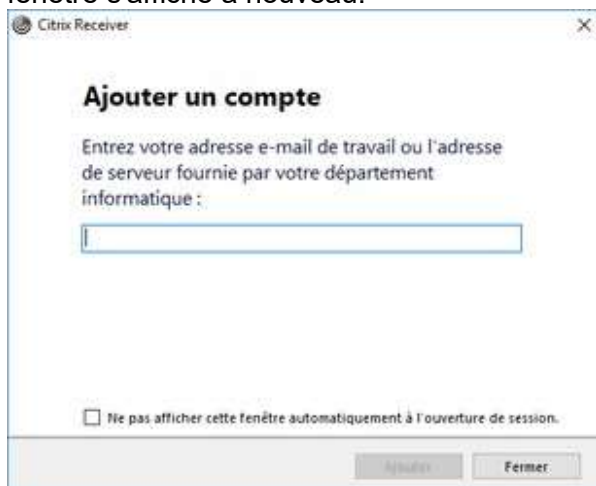 fenêtre s'affiche à nouveau.
Citrix Receiver
Ajouter un compte
Entrez votre adresse e-mail de travail ou l'adresse
de serveur fournie par votre département
informatique :
Ne pas afficher cette fenêtre automatiquement à l'ouverture de session.
Ajouter
Fermer